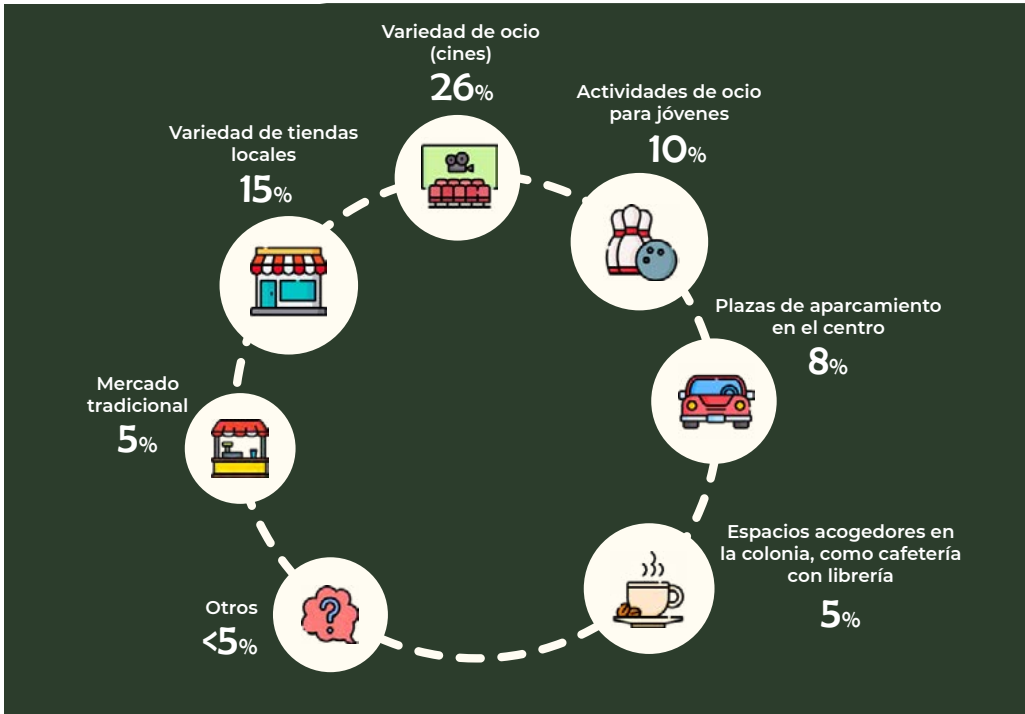 Variedad de ocio
(cines)
26%
Actividades de ocio
para jóvenes
10%
Variedad de tiendas
locales
15%
Plazas de aparcamiento
en el centro
8%
Mercado
tradicional
5%
Espacios acogedores en
la colonia, como cafetería
con librería
5%
Otros
<5%